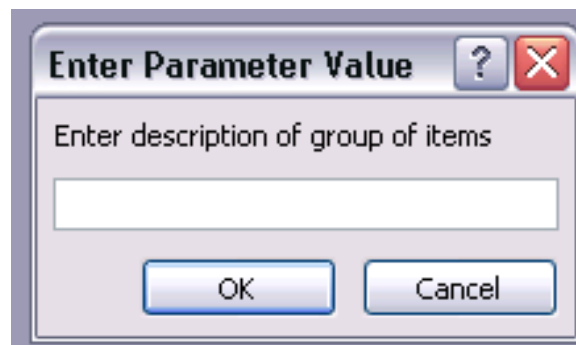 Enter Parameter Value ?
Enter description of group of items
OK Cancel